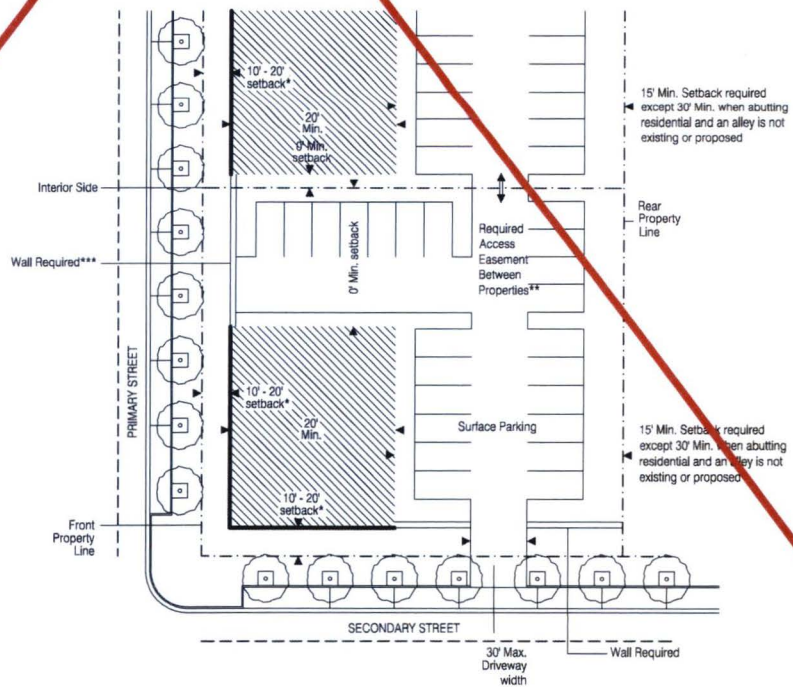 10' - 20'
setback*
20'
Min.
0' Min.
setback
15' Min. Setback required
except 30' Min. when abutting
residential and an alley is not
existing or proposed
Interior Side
Rear
Property
Line
Required
Access
Easement
Between
Properties**
0' Min. setback
Wall Required***
PRIMARY STREET
10' - 20'
setback*
20'
Min.
Surface Parking
15' Min. Setback required
except 30' Min. when abutting
residential and an alley is not
existing or proposed
10' - 20'
setback*
Front
Property
Line
SECONDARY STREET
30' Max.
Driveway
width
Wall Required